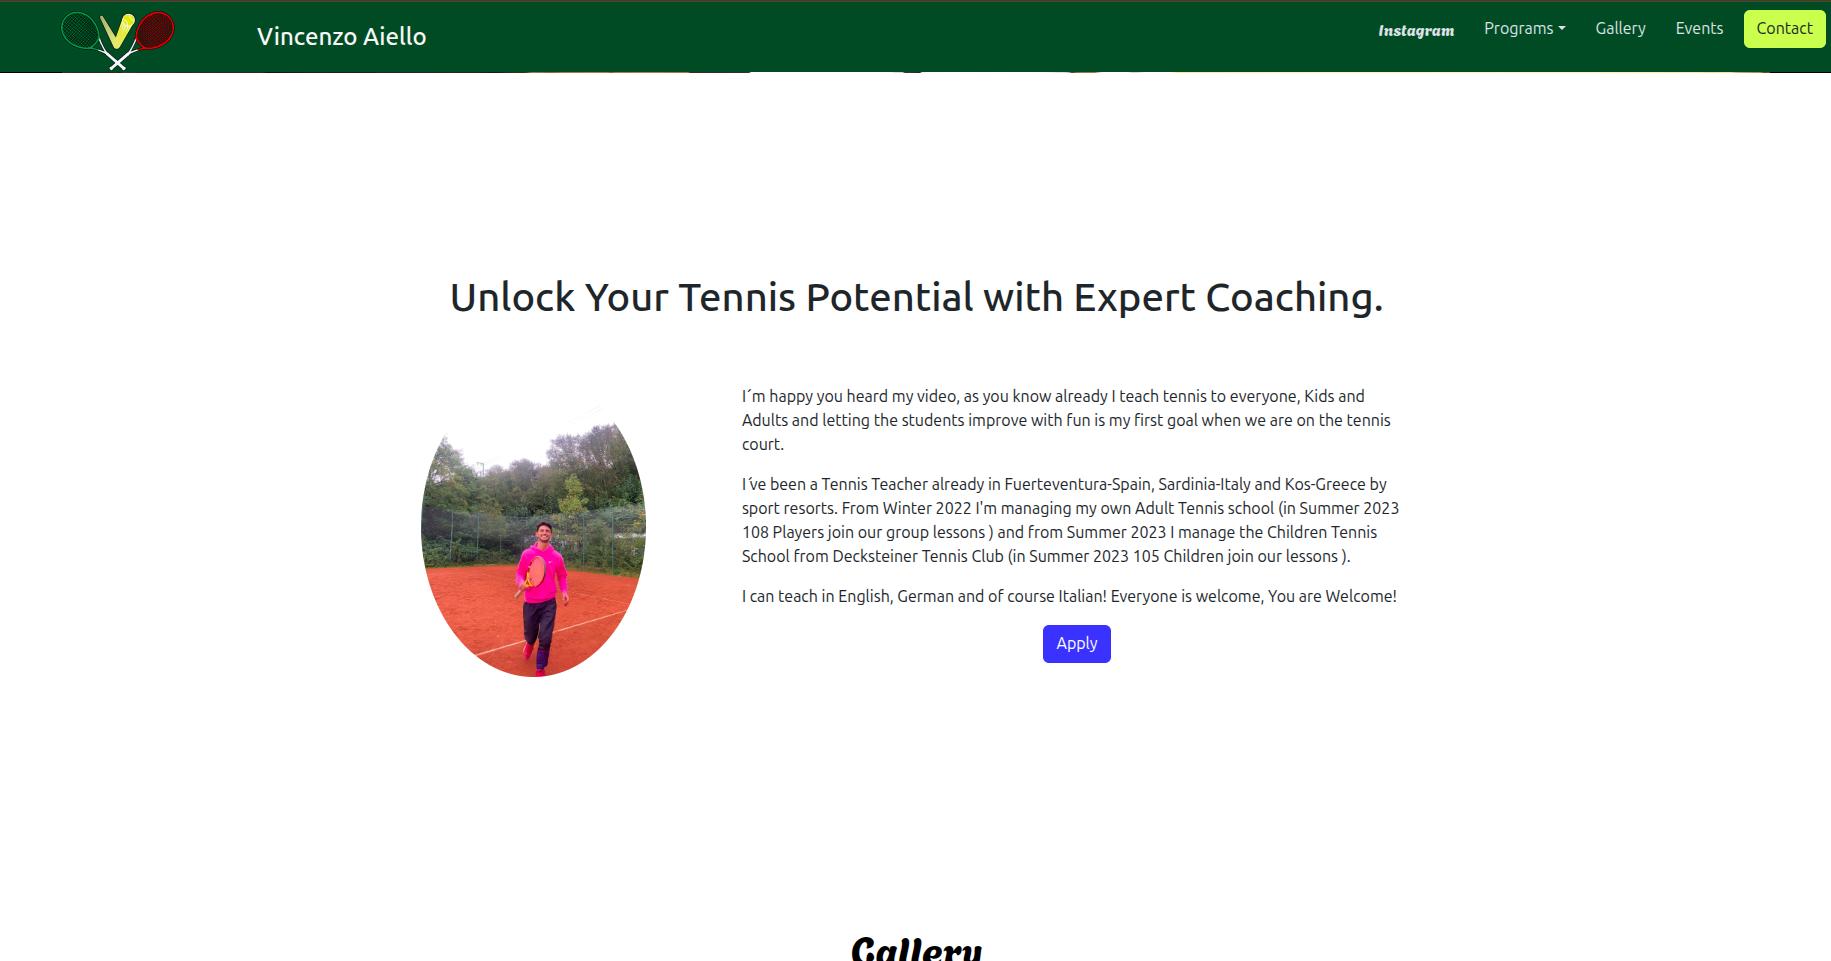 Vincenzo Aiello
Instagram
Programs
Gallery
Events
Contact
Unlock Your Tennis Potential with Expert Coaching.
I´m happy you heard my video, as you know already I teach tennis to everyone, Kids and
Adults and letting the students improve with fun is my first goal when we are on the tennis
court.
I´ve been a Tennis Teacher already in Fuerteventura-Spain, Sardinia-Italy and Kos-Greece by
sport resorts. From Winter 2022 I'm managing my own Adult Tennis school (in Summer 2023
108 Players join our group lessons ) and from Summer 2023 I manage the Children Tennis
School from Decksteiner Tennis Club (in Summer 2023 105 Children join our lessons ).
I can teach in English, German and of course Italian! Everyone is welcome, You are Welcome!
Apply
Gallery